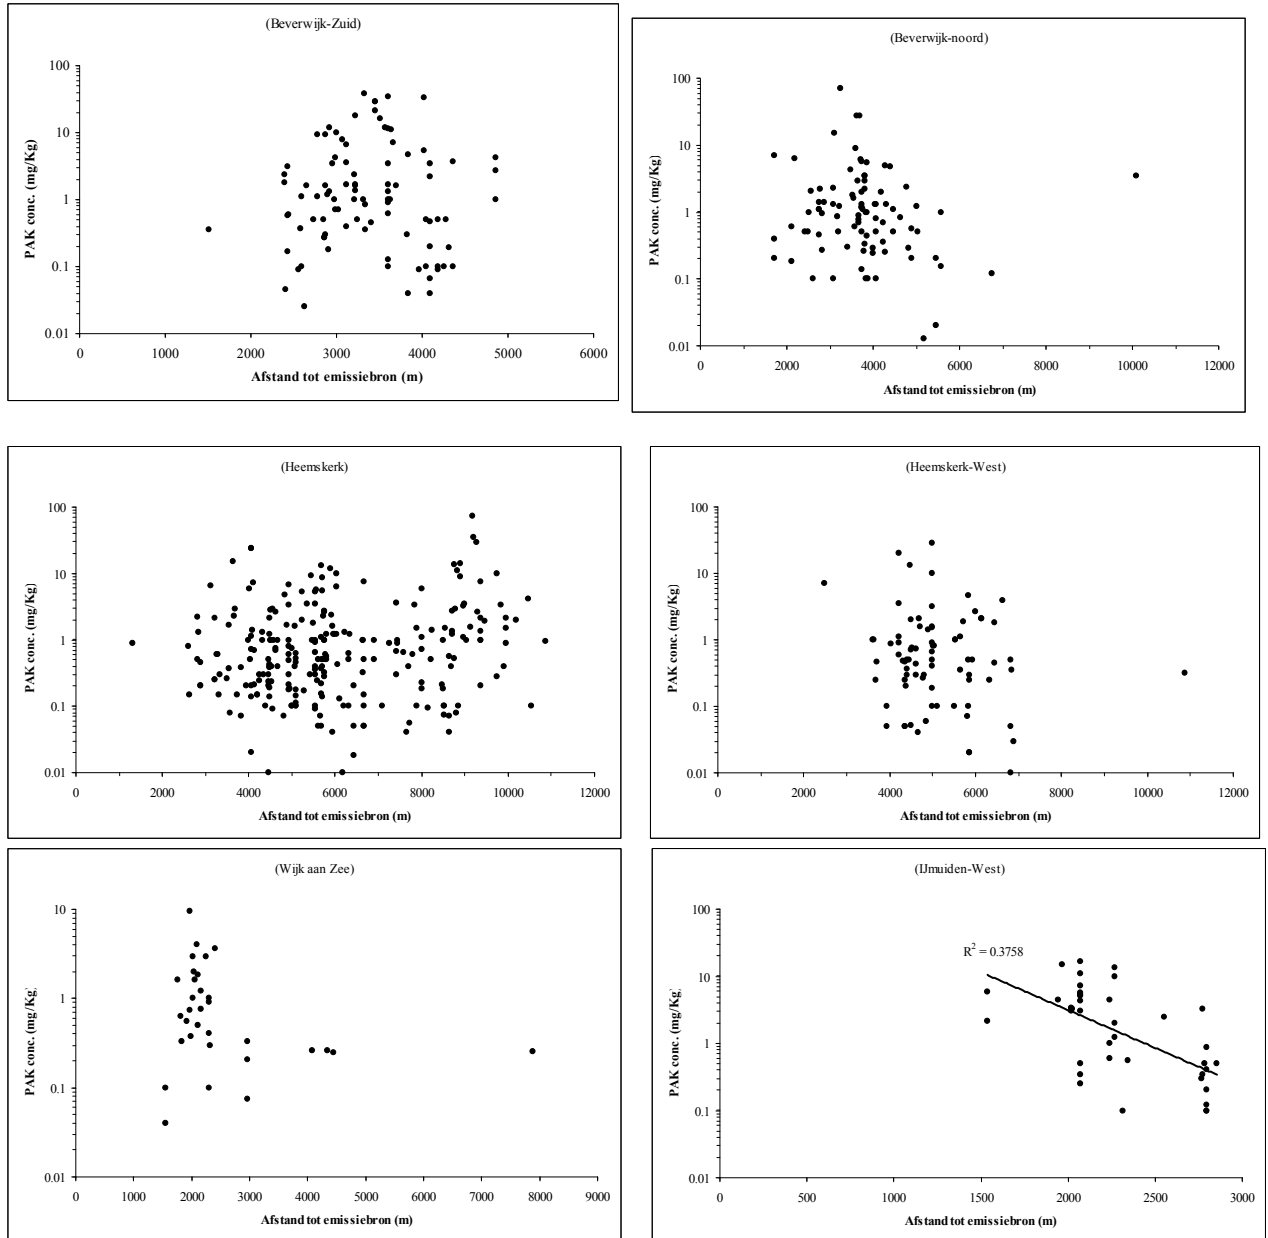 (Beverwijk-Zuid)
100
10
1
0.1
0.01
PAK conc. (mg/Kg)
0 1000 2000 3000 4000 5000 6000
Afstand tot emissiebron (m)
(Beverwijk-noord)
100
10
1
0.1
0.01
PAK conc. (mg/Kg)
0 2000 4000 6000 8000 10000 12000
Afstand tot emissiebron (m)
(Heemskerk)
100
10
1
0.1
0.01
PAK conc. (mg/Kg)
0 2000 4000 6000 8000 10000 12000
Afstand tot emissiebron (m)
(Heemskerk-West)
100
10
1
0.1
0.01
PAK conc. (mg/Kg)
0 2000 4000 6000 8000 10000 12000
Afstand tot emissiebron (m)
(Wijk aan Zee)
10
1
0.1
0.01
PAK conc. (mg/Kg)
0 1000 2000 3000 4000 5000 6000 7000 8000 9000
Afstand tot emissiebron (m)
(IJmuiden-West)
100
10
1
0.1
0.01
PAK conc. (mg/Kg)
R² = 0.3758
0 500 1000 1500 2000 2500 3000
Afstand tot emissiebron (m)